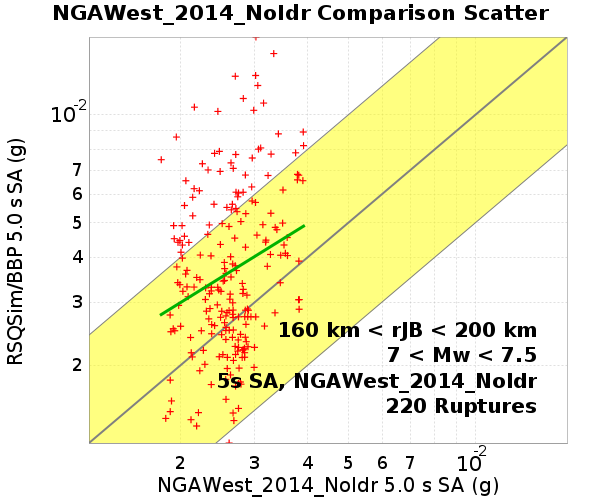 NGAWest_2014_NoIdr Comparison Scatter
RSQSim/BBP 5.0 s SA (g)
10-2
7
6
5
4
3
2
160 km < rJB < 200 km
7 < Mw < 7.5
5s SA, NGAWest_2014_NoIdr
220 Ruptures
2 3 4 5 6 7 10-2
NGAWest_2014_NoIdr 5.0 s SA (g)